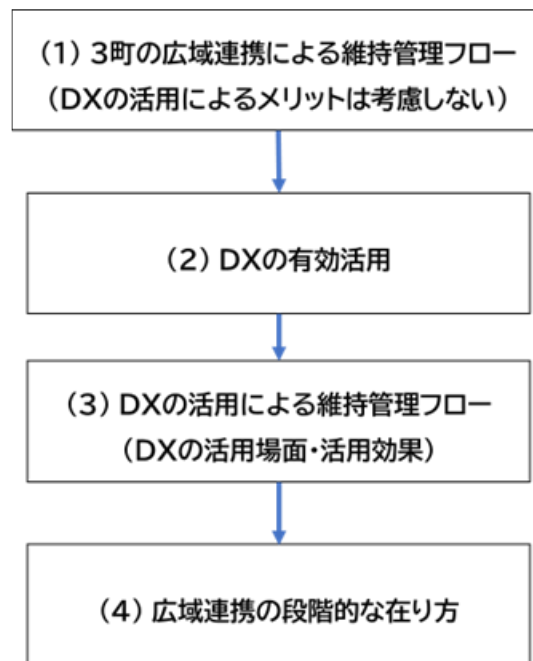 （1）3町の広域連携による維持管理フロー
（DXの活用によるメリットは考慮しない）
（2）DXの有効活用
（3）DXの活用による維持管理フロー
（DXの活用場面・活用効果）
（4）広域連携の段階的な在り方